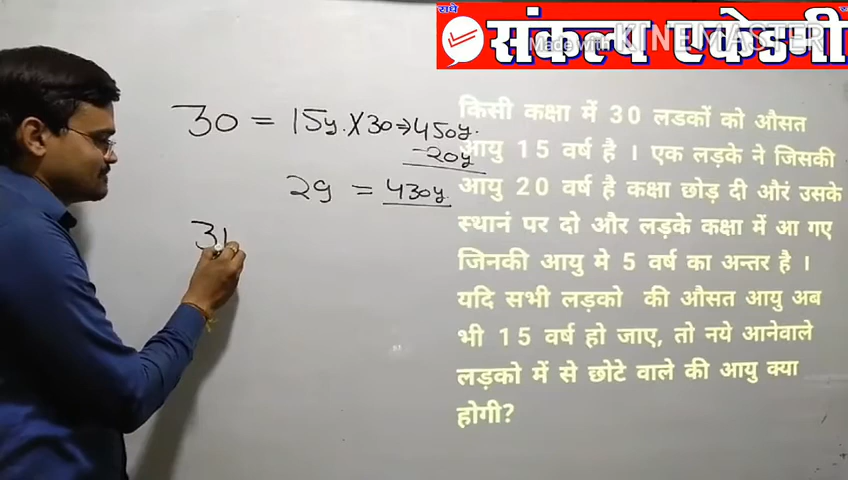 राधे
संकल्प एकेडमी
Made with KINEMASTER
किसी कक्षा में 30 लडकों को औसत
आयु 15 वर्ष है । एक लड़के ने जिसकी
आयु 20 वर्ष है कक्षा छोड़ दी और उसके
स्थानं पर दो और लड़के कक्षा में आ गए
जिनकी आयु मे 5 वर्ष का अन्तर है ।
यदि सभी लड़को की औसत आयु अब
भी 15 वर्ष हो जाए, तो नये आनेवाले
लड़को में से छोटे वाले की आयु क्या
होगी?
30 = 15y. X 30 ⇒ 450y.
-20y
29 = 430y
31